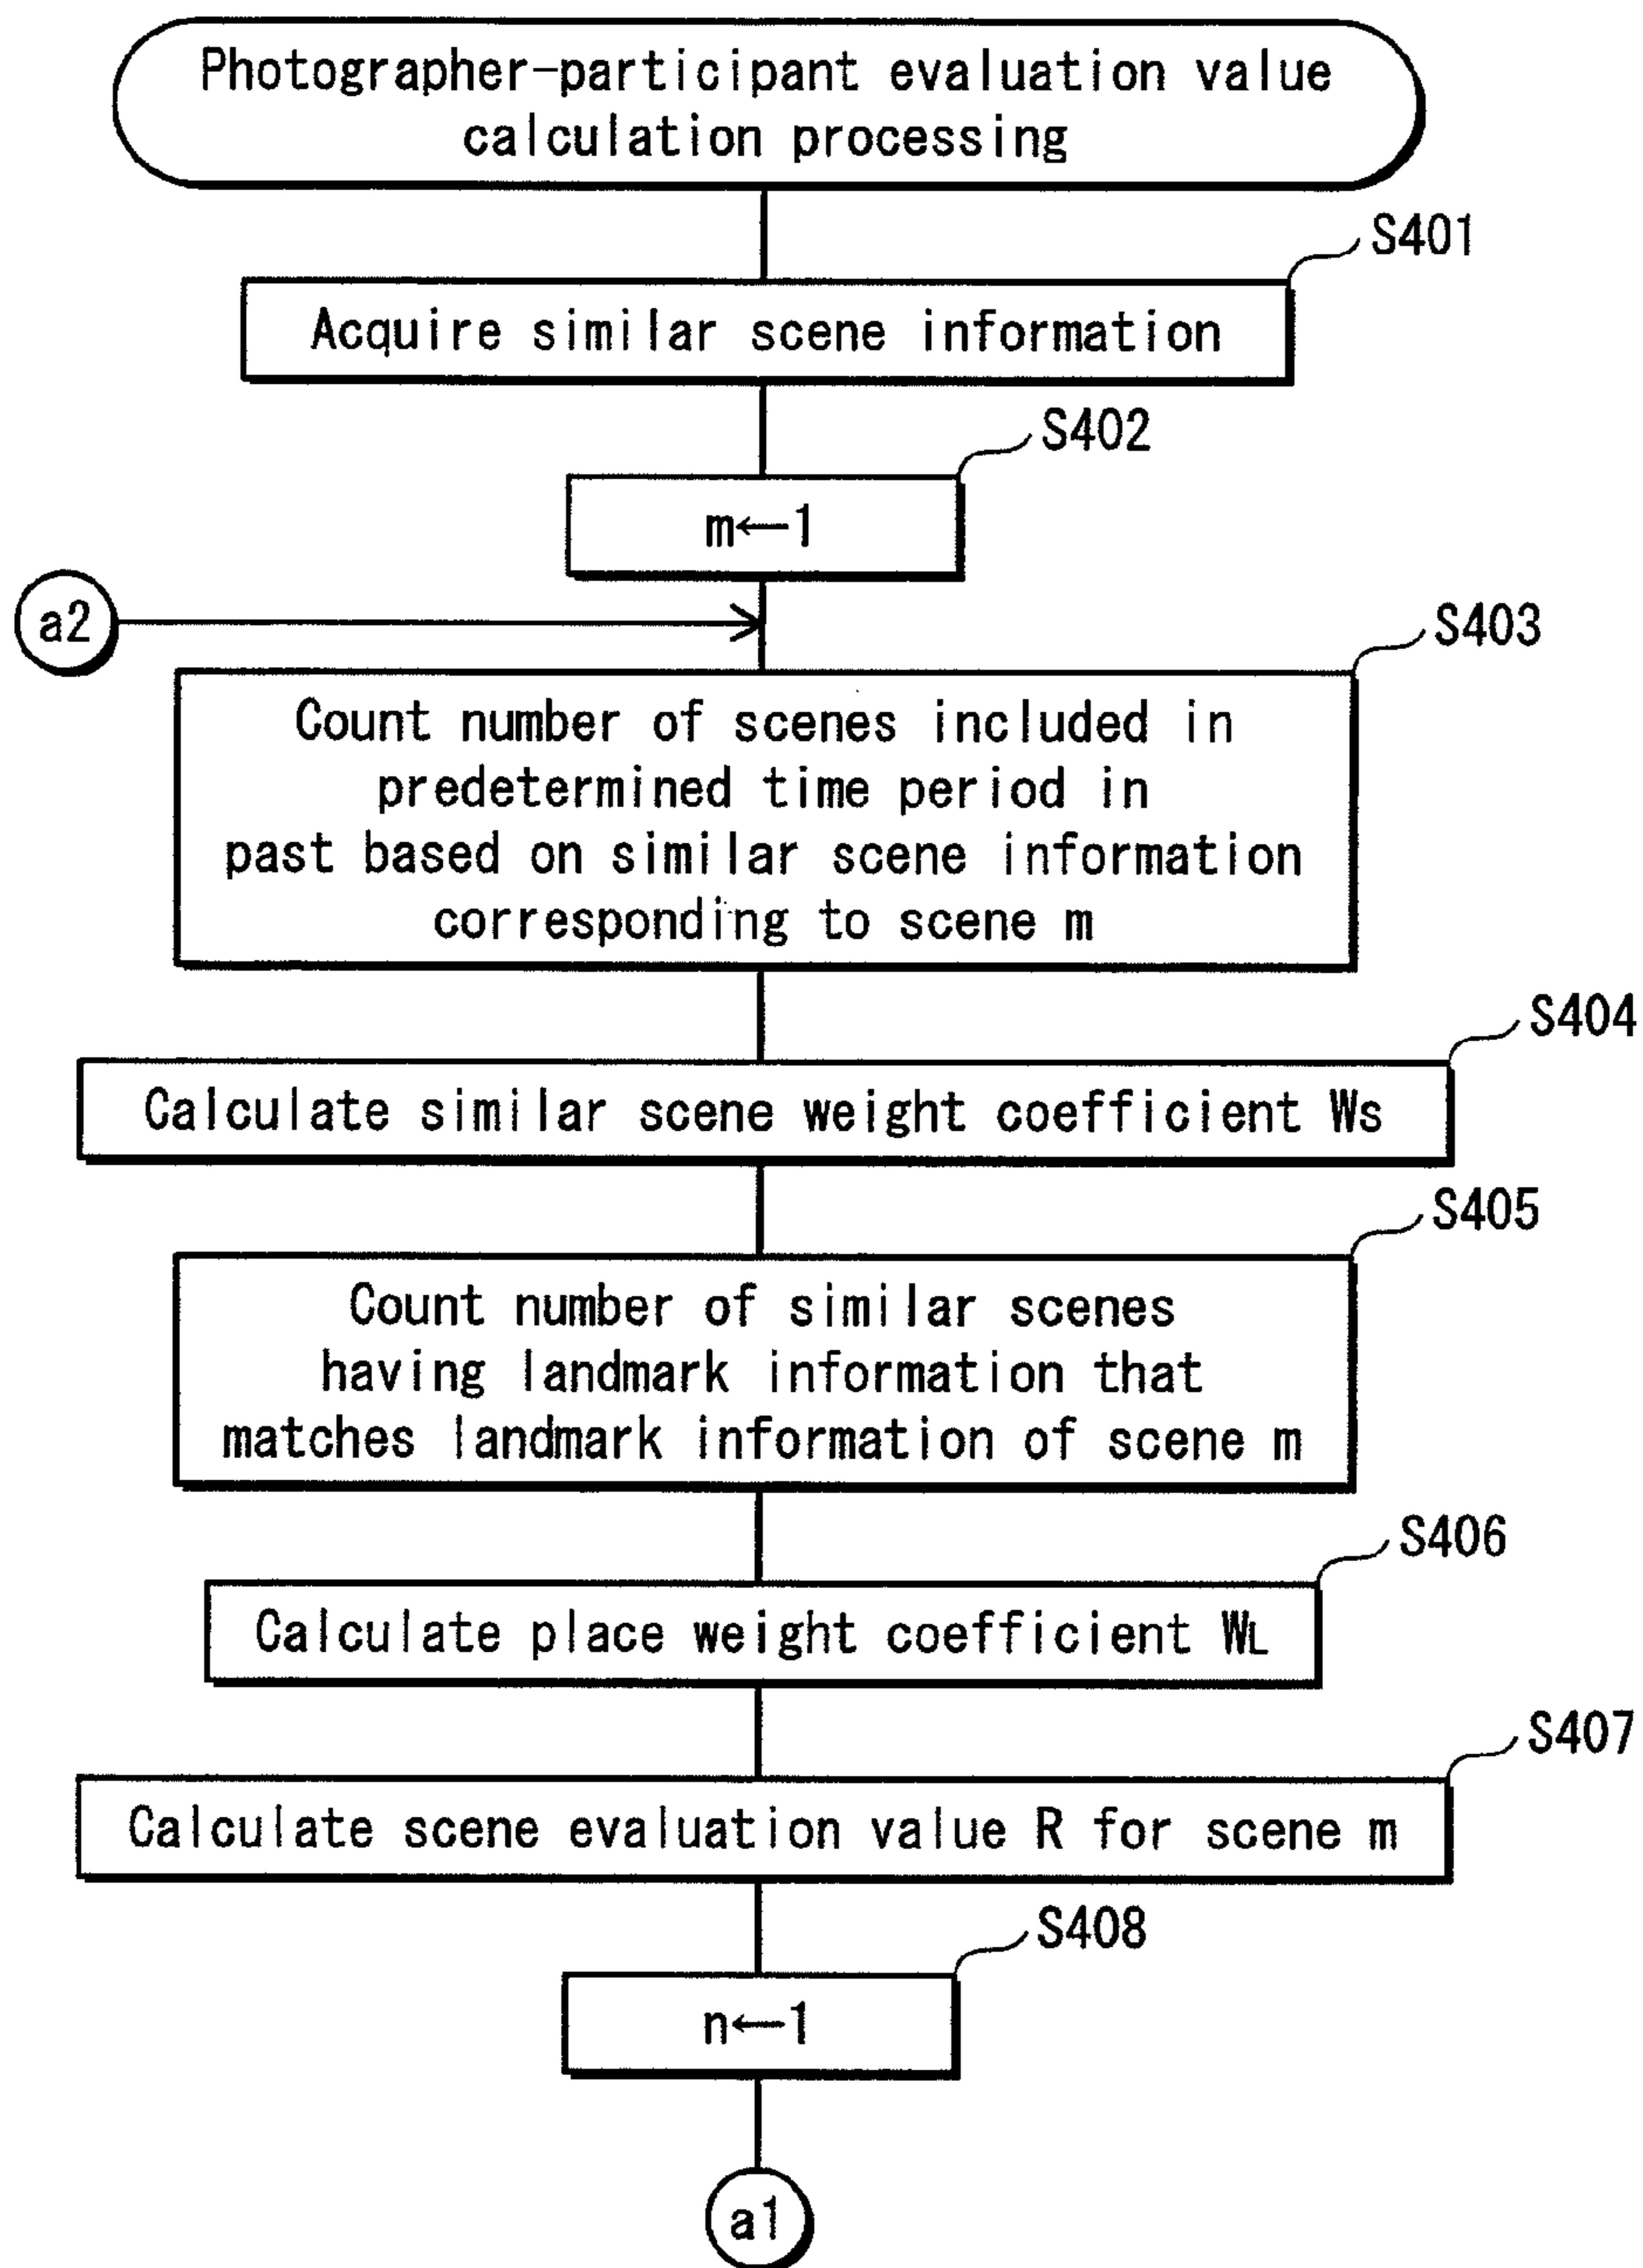 Photographer-participant evaluation value
calculation processing
S401
Acquire similar scene information
S402
m←1
a2
S403
Count number of scenes included in
predetermined time period in
past based on similar scene information
corresponding to scene m
S404
Calculate similar scene weight coefficient Ws
S405
Count number of similar scenes
having landmark information that
matches landmark information of scene m
S406
Calculate place weight coefficient WL
S407
Calculate scene evaluation value R for scene m
S408
n←1
a1